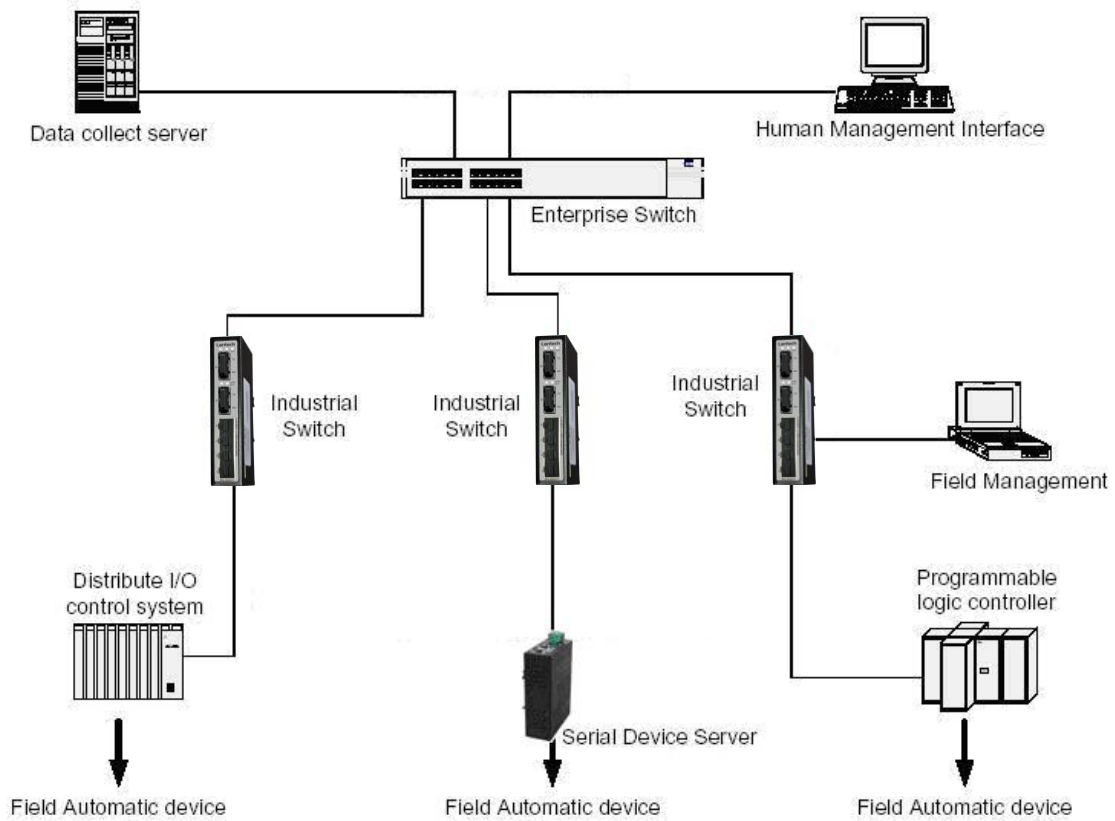 Data collect server
Human Management Interface
Enterprise Switch
Industrial
Switch
Industrial
Switch
Industrial
Switch
Field Management
Distribute I/O
control system
Programmable
logic controller
Serial Device Server
Field Automatic device
Field Automatic device
Field Automatic device